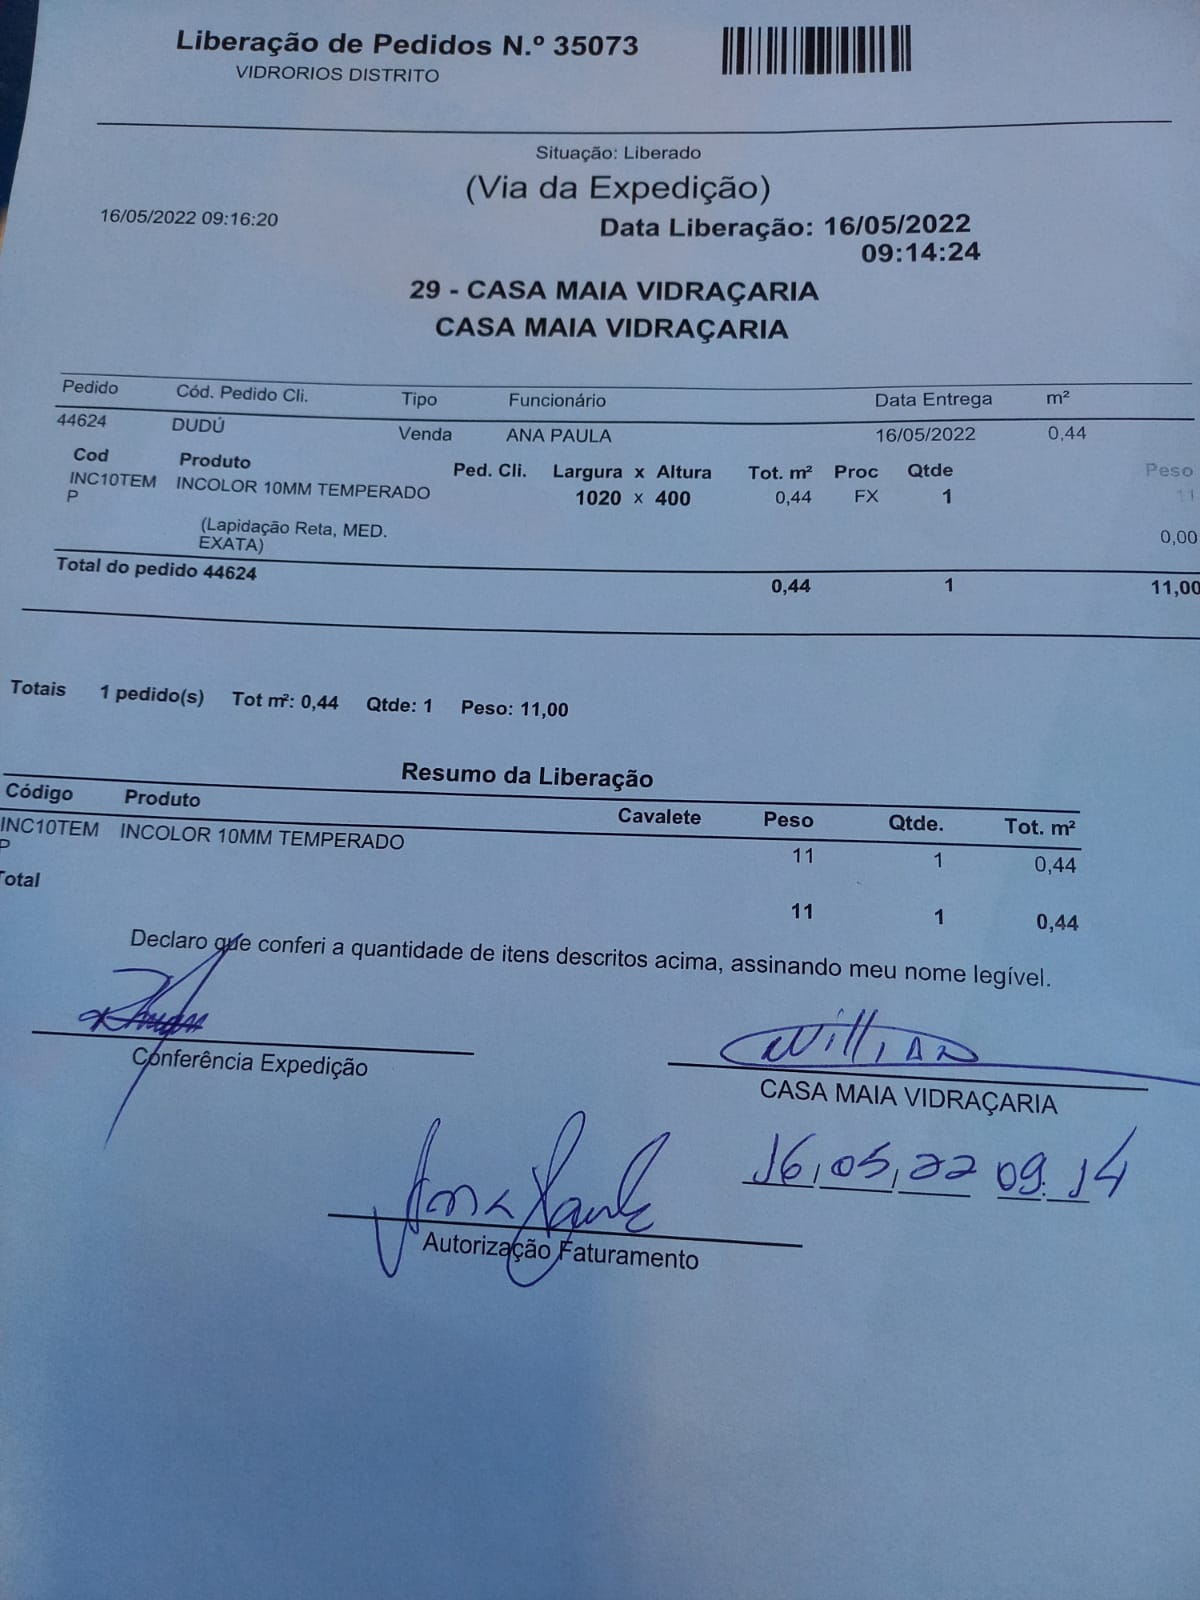 Liberação de Pedidos N.º 35073
VIDRORIOS DISTRITO
Situação: Liberado
(Via da Expedição)
16/05/2022 09:16:20
Data Liberação: 16/05/2022
09:14:24
29 - CASA MAIA VIDRAÇARIA
CASA MAIA VIDRAÇARIA
Pedido Cód. Pedido Cli. Tipo Funcionário Data Entrega m²
44624 DUDÚ Venda ANA PAULA 16/05/2022 0,44
Cod Produto Ped. Cli. Largura x Altura Tot. m² Proc Qtde Peso
INC10TEM INCOLOR 10MM TEMPERADO 1020 x 400 0,44 FX 1 11
P
(Lapidação Reta, MED. 0,00
EXATA)
Total do pedido 44624 0,44 1 11,00
Totais 1 pedido(s) Tot m²: 0,44 Qtde: 1 Peso: 11,00
Resumo da Liberação
Código Produto Cavalete Peso Qtde. Tot. m²
INC10TEM INCOLOR 10MM TEMPERADO 11 1 0,44
P
Total 11 1 0,44
Declaro que conferi a quantidade de itens descritos acima, assinando meu nome legível.
Willian
Conferência Expedição
CASA MAIA VIDRAÇARIA
16,05,22 09:14
Ana Paula
Autorização Faturamento